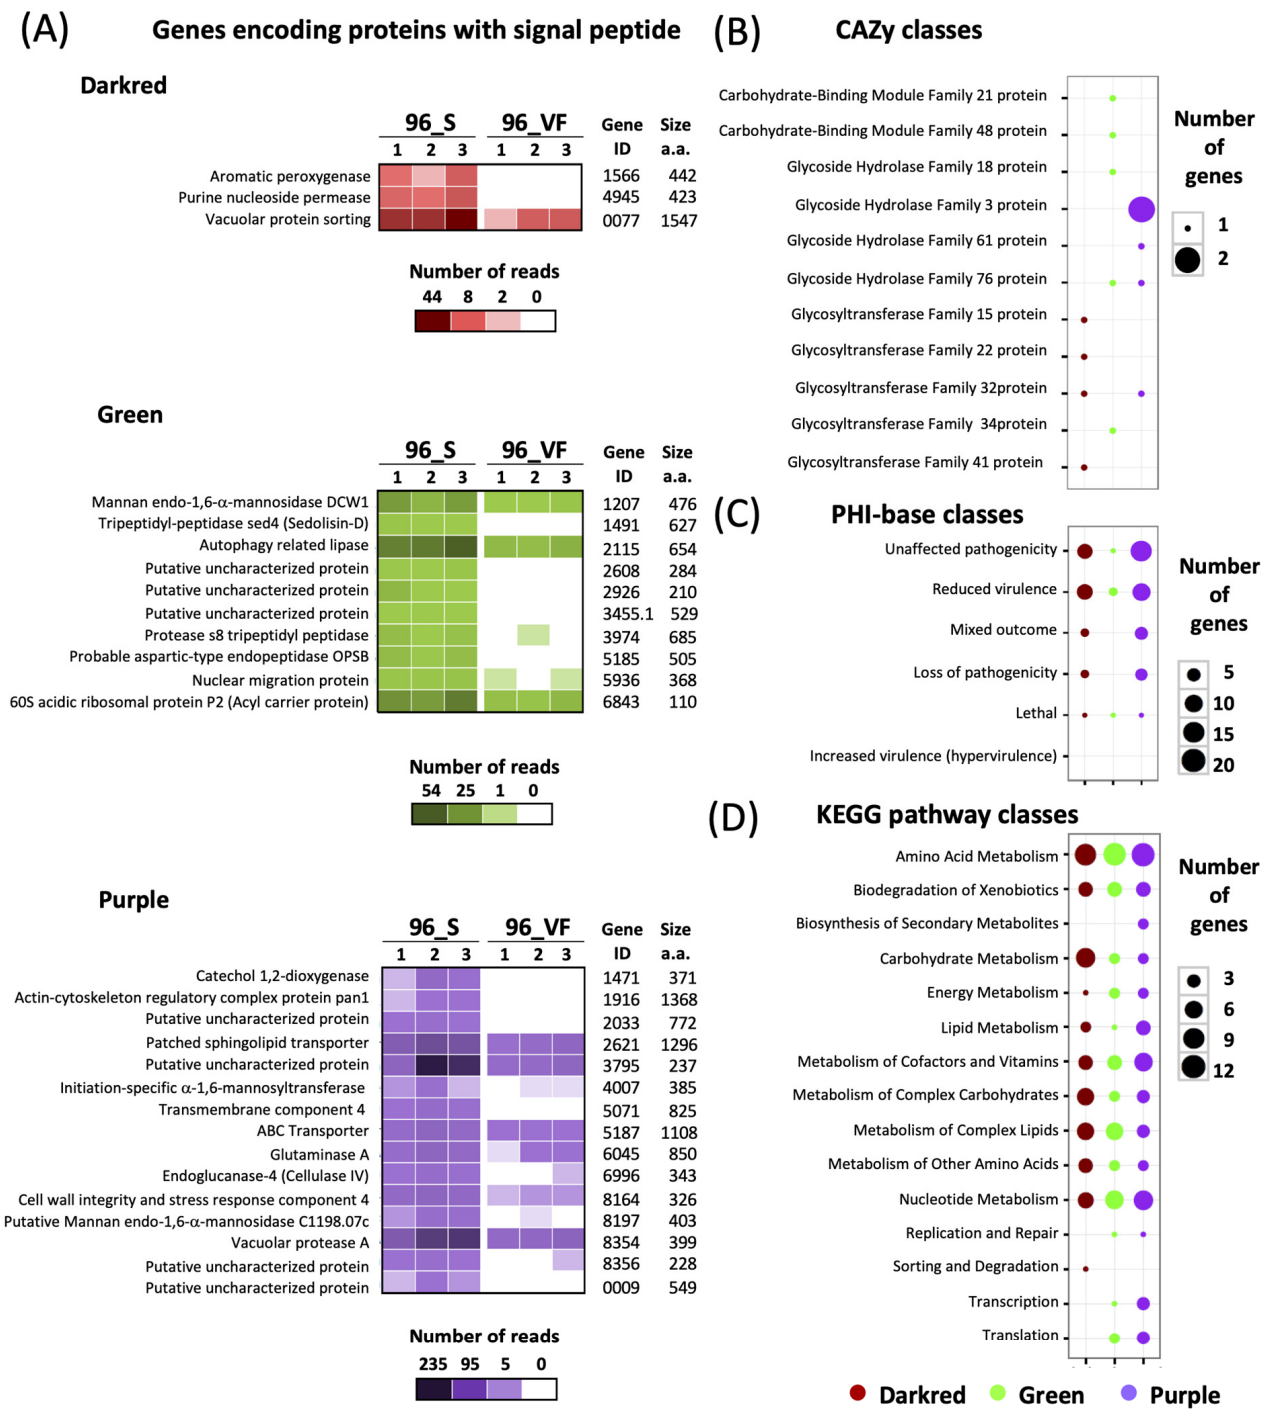 (A) Genes encoding proteins with signal peptide
Darkred
96_S 96_VF Gene Size
1 2 3 1 2 3 ID a.a.
Aromatic peroxygenase 1566 442
Purine nucleoside permease 4945 423
Vacuolar protein sorting 0077 1547
Number of reads
44 8 2 0
Green
96_S 96_VF Gene Size
1 2 3 1 2 3 ID a.a.
Mannan endo-1,6-α-mannosidase DCW1 1207 476
Tripeptidyl-peptidase sed4 (Sedolisin-D) 1491 627
Autophagy related lipase 2115 654
Putative uncharacterized protein 2608 284
Putative uncharacterized protein 2926 210
Putative uncharacterized protein 3455.1 529
Protease s8 tripeptidyl peptidase 3974 685
Probable aspartic-type endopeptidase OPSB 5185 505
Nuclear migration protein 5936 368
60S acidic ribosomal protein P2 (Acyl carrier protein) 6843 110
Number of reads
54 25 1 0
Purple
96_S 96_VF Gene Size
1 2 3 1 2 3 ID a.a.
Catechol 1,2-dioxygenase 1471 371
Actin-cytoskeleton regulatory complex protein pan1 1916 1368
Putative uncharacterized protein 2033 772
Patched sphingolipid transporter 2621 1296
Putative uncharacterized protein 3795 237
Initiation-specific α-1,6-mannosyltransferase 4007 385
Transmembrane component 4 5071 825
ABC Transporter 5187 1108
Glutaminase A 6045 850
Endoglucanase-4 (Cellulase IV) 6996 343
Cell wall integrity and stress response component 4 8164 326
Putative Mannan endo-1,6-α-mannosidase C1198.07c 8197 403
Vacuolar protease A 8354 399
Putative uncharacterized protein 8356 228
Putative uncharacterized protein 0009 549
Number of reads
235 95 5 0
(B) CAZy classes
Carbohydrate-Binding Module Family 21 protein
Carbohydrate-Binding Module Family 48 protein
Glycoside Hydrolase Family 18 protein
Glycoside Hydrolase Family 3 protein
Glycoside Hydrolase Family 61 protein
Glycoside Hydrolase Family 76 protein
Glycosyltransferase Family 15 protein
Glycosyltransferase Family 22 protein
Glycosyltransferase Family 32protein
Glycosyltransferase Family 34protein
Glycosyltransferase Family 41 protein
Number
of
genes
1
2
(C) PHI-base classes
Unaffected pathogenicity
Reduced virulence
Mixed outcome
Loss of pathogenicity
Lethal
Increased virulence (hypervirulence)
Number
of
genes
5
10
15
20
(D) KEGG pathway classes
Amino Acid Metabolism
Biodegradation of Xenobiotics
Biosynthesis of Secondary Metabolites
Carbohydrate Metabolism
Energy Metabolism
Lipid Metabolism
Metabolism of Cofactors and Vitamins
Metabolism of Complex Carbohydrates
Metabolism of Complex Lipids
Metabolism of Other Amino Acids
Nucleotide Metabolism
Replication and Repair
Sorting and Degradation
Transcription
Translation
Number
of
genes
3
6
9
12
Darkred Green Purple